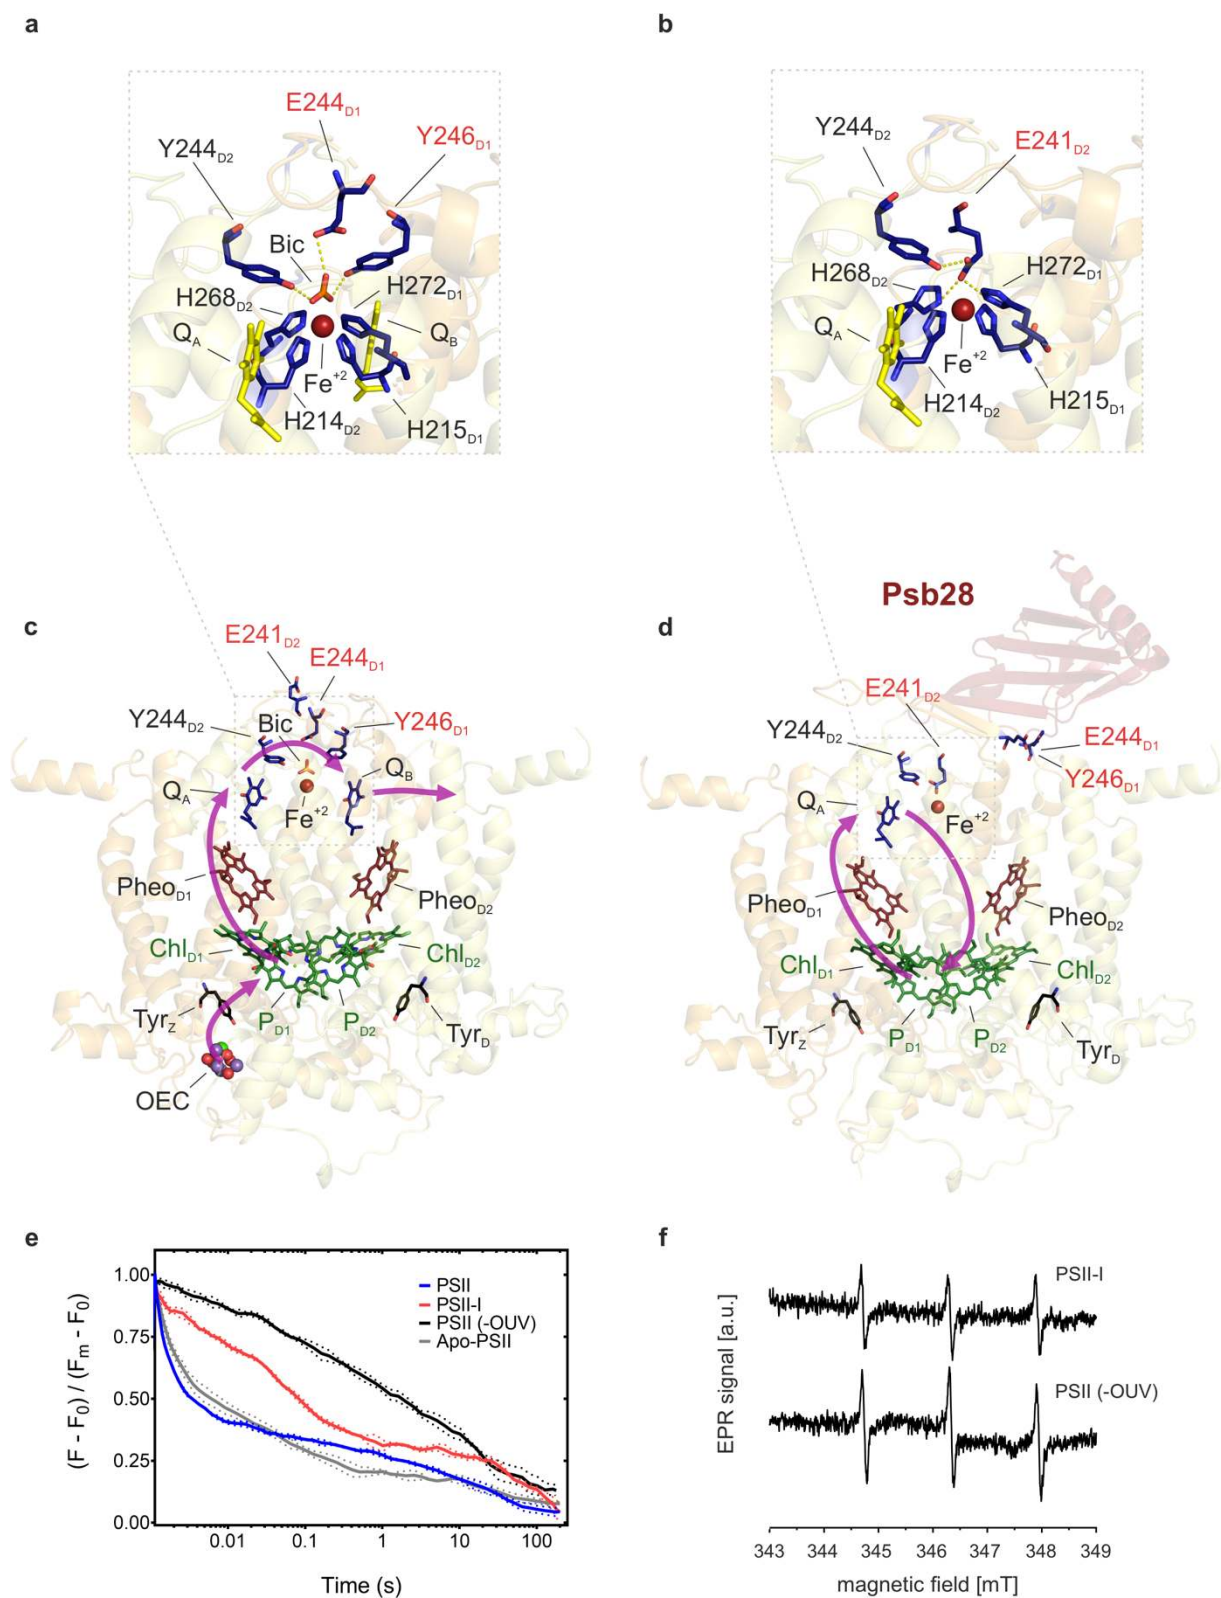 a
E244D1
Y246D1
Y244D2
Bic
H268D2
H272D1
QA
QB
Fe+2
H214D2
H215D1
b
Y244D2
E241D2
H268D2
H272D1
QA
Fe+2
H214D2
H215D1
c
E241D2
E244D1
Y244D2
Bic
Y246D1
QA
QB
Fe+2
PheoD1
PheoD2
ChlD1
ChlD2
TyrZ
PD1
PD2
TyrD
OEC
Psb28
d
E241D2
Y244D2
E244D1
Y246D1
QA
Fe+2
PheoD1
PheoD2
ChlD1
ChlD2
TyrZ
PD1
PD2
TyrD
e
(F - F0) / (Fm - F0)
1.00
0.75
0.50
0.25
0.00
PSII
PSII-I
PSII (-OUV)
Apo-PSII
0.01
0.1
1
10
100
Time (s)
f
EPR signal [a.u.]
PSII-I
PSII (-OUV)
343 344 345 346 347 348 349
magnetic field [mT]